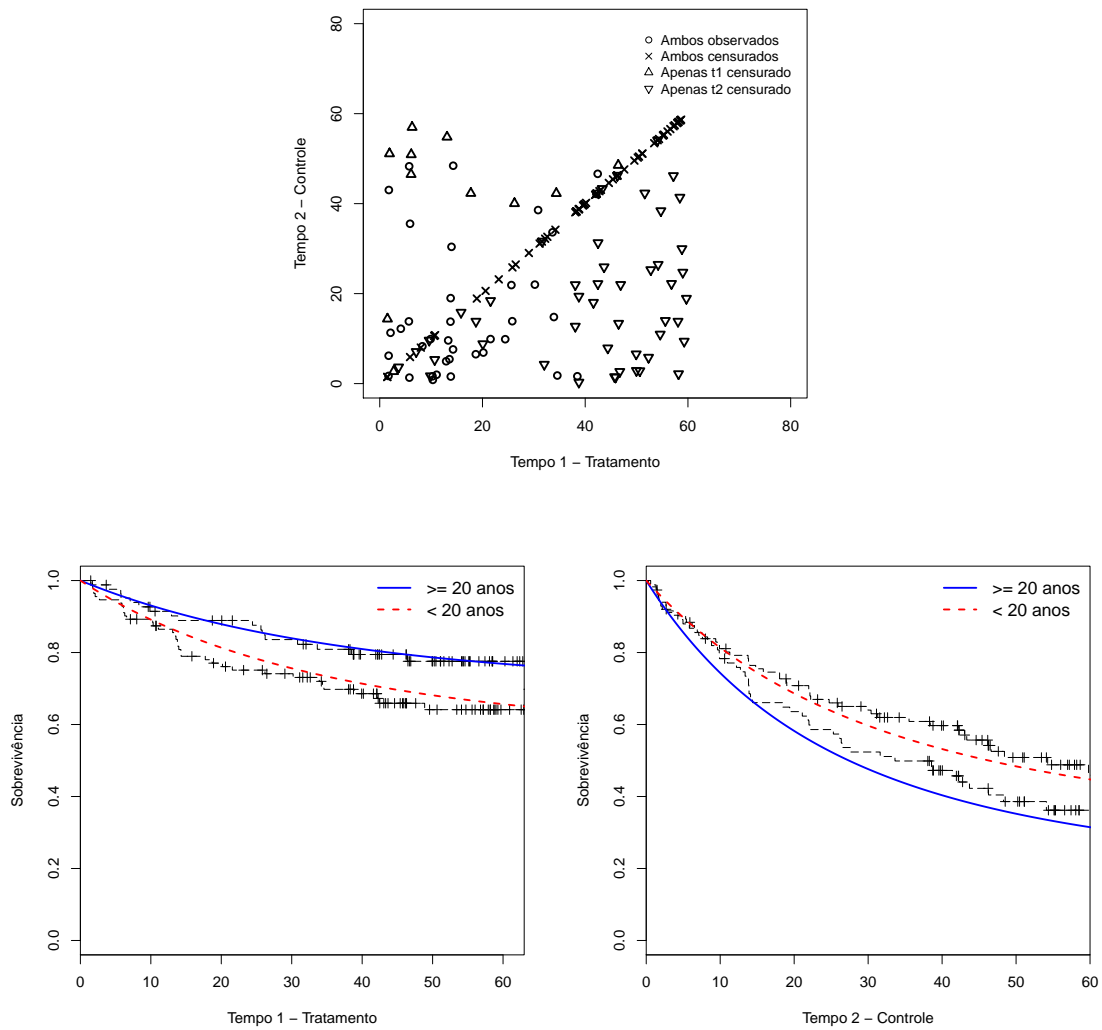 Ambos observados
Ambos censurados
Apenas t1 censurado
Apenas t2 censurado
80
60
40
20
0
Tempo 2 – Controle
0 20 40 60 80
Tempo 1 – Tratamento
>= 20 anos
< 20 anos
1.0
0.8
0.6
0.4
0.2
0.0
Sobrevivência
0 10 20 30 40 50 60
Tempo 1 – Tratamento
>= 20 anos
< 20 anos
1.0
0.8
0.6
0.4
0.2
0.0
Sobrevivência
0 10 20 30 40 50 60
Tempo 2 – Controle